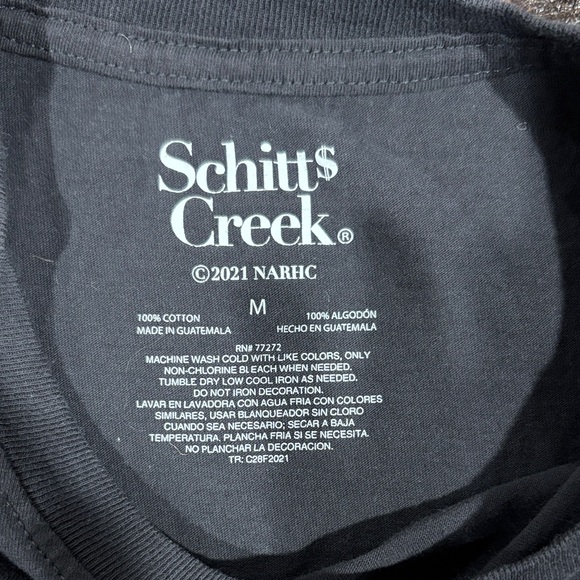 Schitt$
Creek®
©2021 NARHC
M
100% COTTON
MADE IN GUATEMALA
100% ALGODÓN
HECHO EN GUATEMALA
RN# 77272
MACHINE WASH COLD WITH LIKE COLORS, ONLY
NON-CHLORINE BLEACH WHEN NEEDED.
TUMBLE DRY LOW COOL IRON AS NEEDED.
DO NOT IRON DECORATION.
LAVAR EN LAVADORA CON AGUA FRIA CON COLORES
SIMILARES, USAR BLANQUEADOR SIN CLORO
CUANDO SEA NECESARIO; SECAR A BAJA
TEMPERATURA. PLANCHA FRIA SI SE NECESITA.
NO PLANCHAR LA DECORACION.
TR: C28F2021